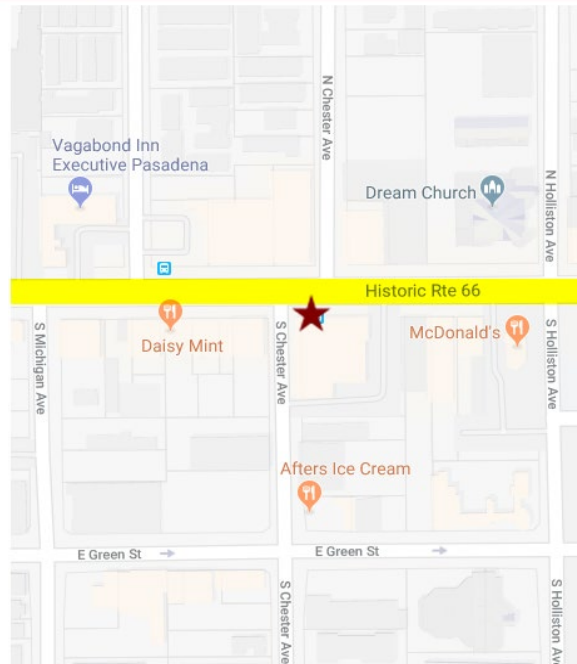 N Chester Ave
Vagabond Inn
Executive Pasadena
Dream Church
N Holliston Ave
Historic Rte 66
S Michigan Ave
Daisy Mint
S Chester Ave
McDonald's
S Holliston Ave
Afters Ice Cream
E Green St
E Green St
S Chester Ave
S Holliston Av